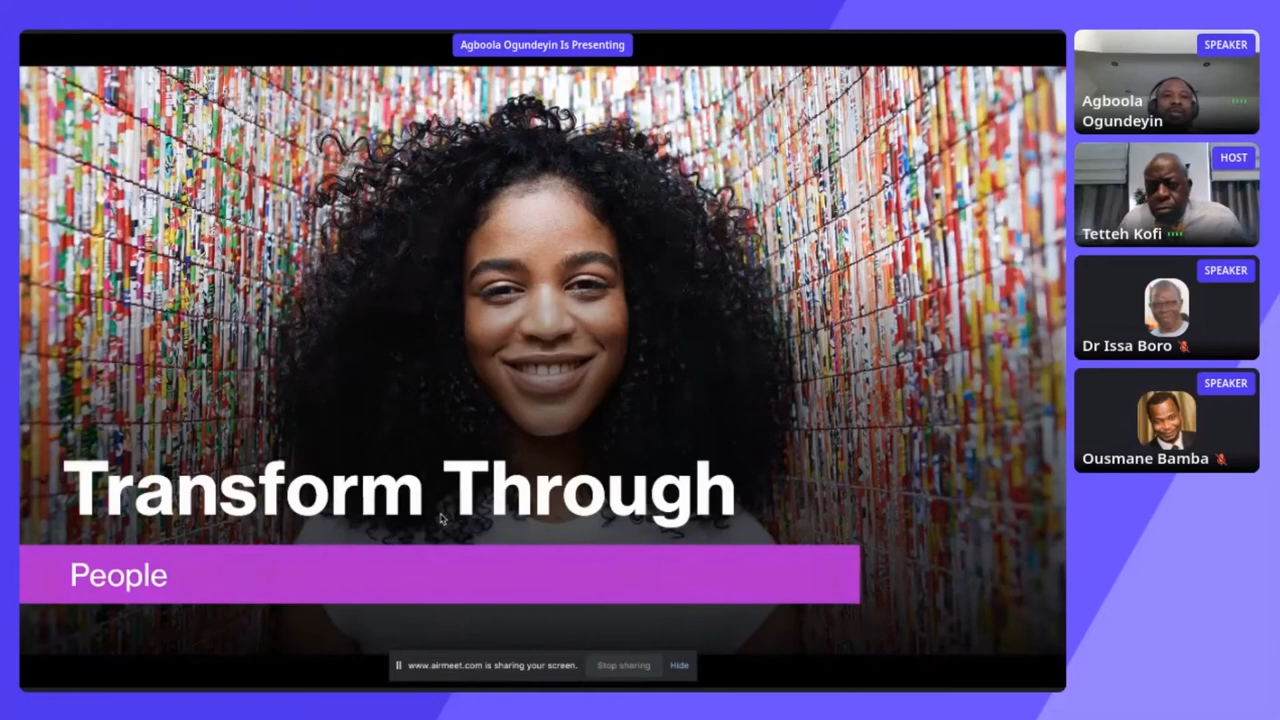 Agboola Ogundeyin Is Presenting
Transform Through
People
www.airmeet.com is sharing your screen.
Stop sharing
Hide
SPEAKER
Agboola
Ogundeyin
HOST
Tetteh Kofi
SPEAKER
Dr Issa Boro
SPEAKER
Ousmane Bamba